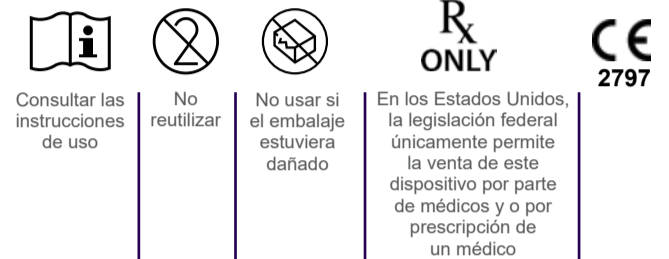 2
Rx
ONLY
CE
2797
Consultar las
instrucciones
de uso
No
reutilizar
No usar si
el embalaje
estuviera
dañado
En los Estados Unidos,
la legislación federal
únicamente permite
la venta de este
dispositivo por parte
de médicos y o por
prescripción de
un médico